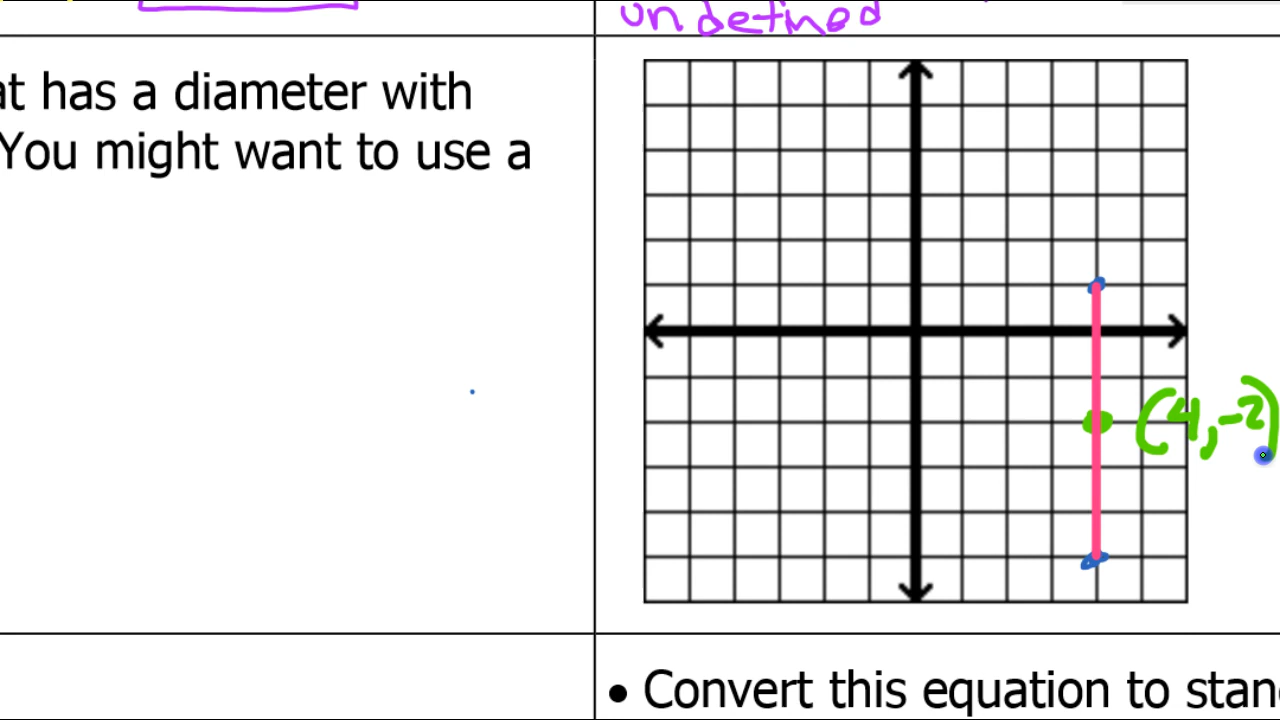 undefined
at has a diameter with
You might want to use a
(4,-2)
• Convert this equation to stan